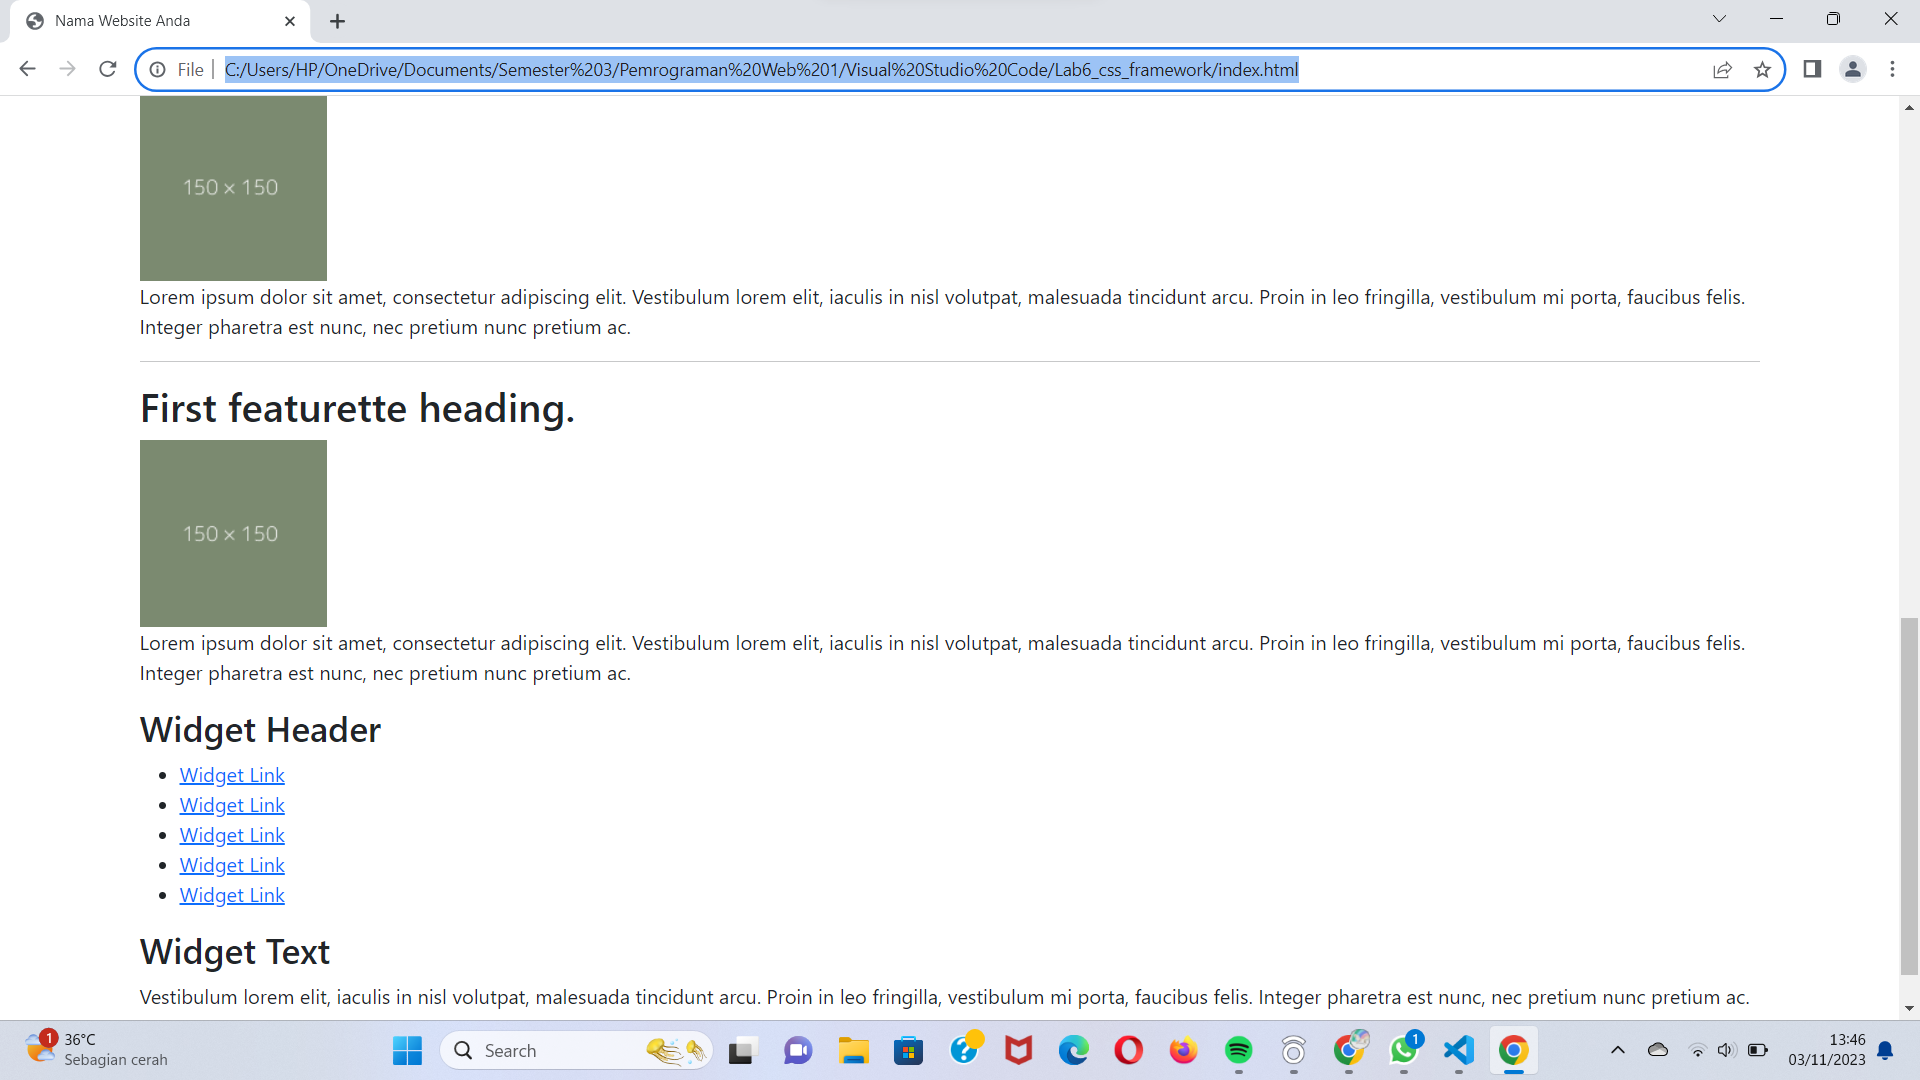 Nama Website Anda
File
C:/Users/HP/OneDrive/Documents/Semester%203/Pemrograman%20Web%201/Visual%20Studio%20Code/Lab6_css_framework/index.html
150 × 150
Lorem ipsum dolor sit amet, consectetur adipiscing elit. Vestibulum lorem elit, iaculis in nisl volutpat, malesuada tincidunt arcu. Proin in leo fringilla, vestibulum mi porta, faucibus felis.
Integer pharetra est nunc, nec pretium nunc pretium ac.
First featurette heading.
150 × 150
Lorem ipsum dolor sit amet, consectetur adipiscing elit. Vestibulum lorem elit, iaculis in nisl volutpat, malesuada tincidunt arcu. Proin in leo fringilla, vestibulum mi porta, faucibus felis.
Integer pharetra est nunc, nec pretium nunc pretium ac.
Widget Header
• Widget Link
• Widget Link
• Widget Link
• Widget Link
• Widget Link
Widget Text
Vestibulum lorem elit, iaculis in nisl volutpat, malesuada tincidunt arcu. Proin in leo fringilla, vestibulum mi porta, faucibus felis. Integer pharetra est nunc, nec pretium nunc pretium ac.
1
36°C
Sebagian cerah
Search
1
13:46
03/11/2023